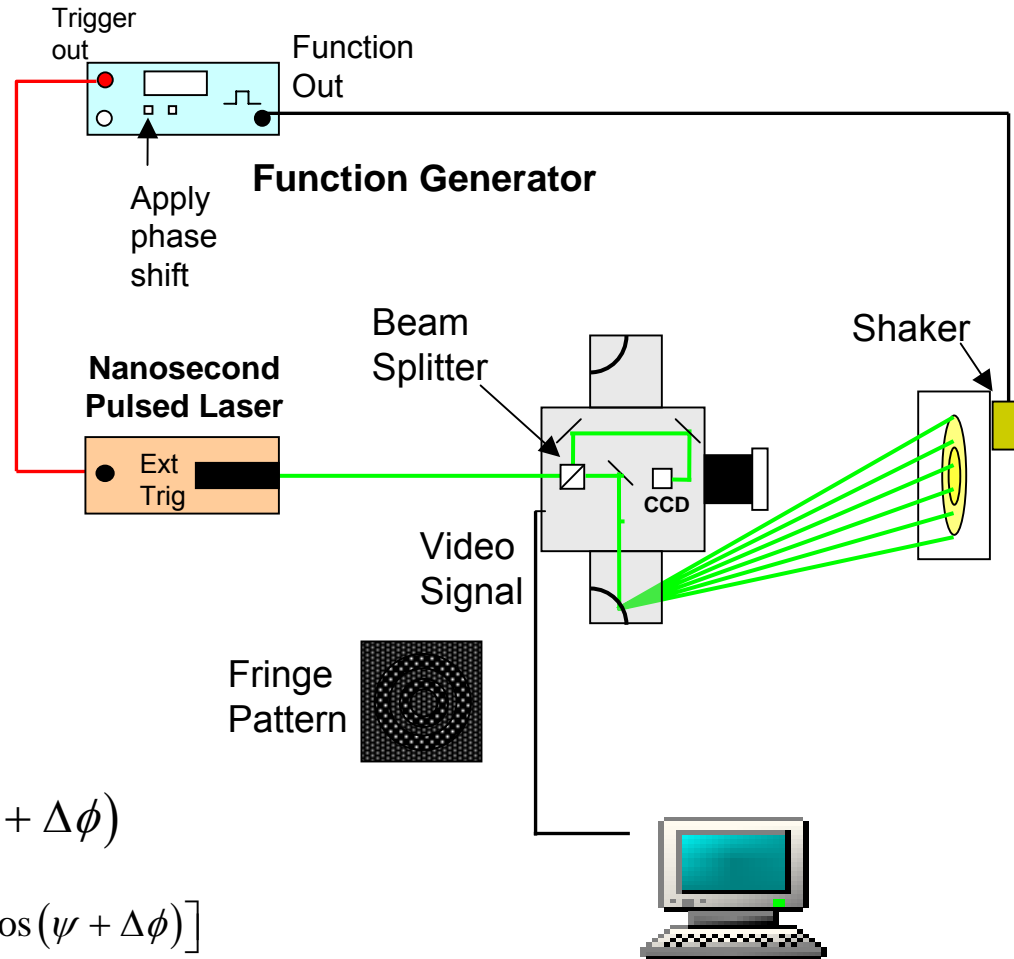 Trigger
out
Function
Out
Function Generator
Apply
phase
shift
Beam
Splitter
Shaker
Nanosecond
Pulsed Laser
Ext
Trig
CCD
Video
Signal
Fringe
Pattern
+ Δϕ)
os(ψ + Δϕ)]